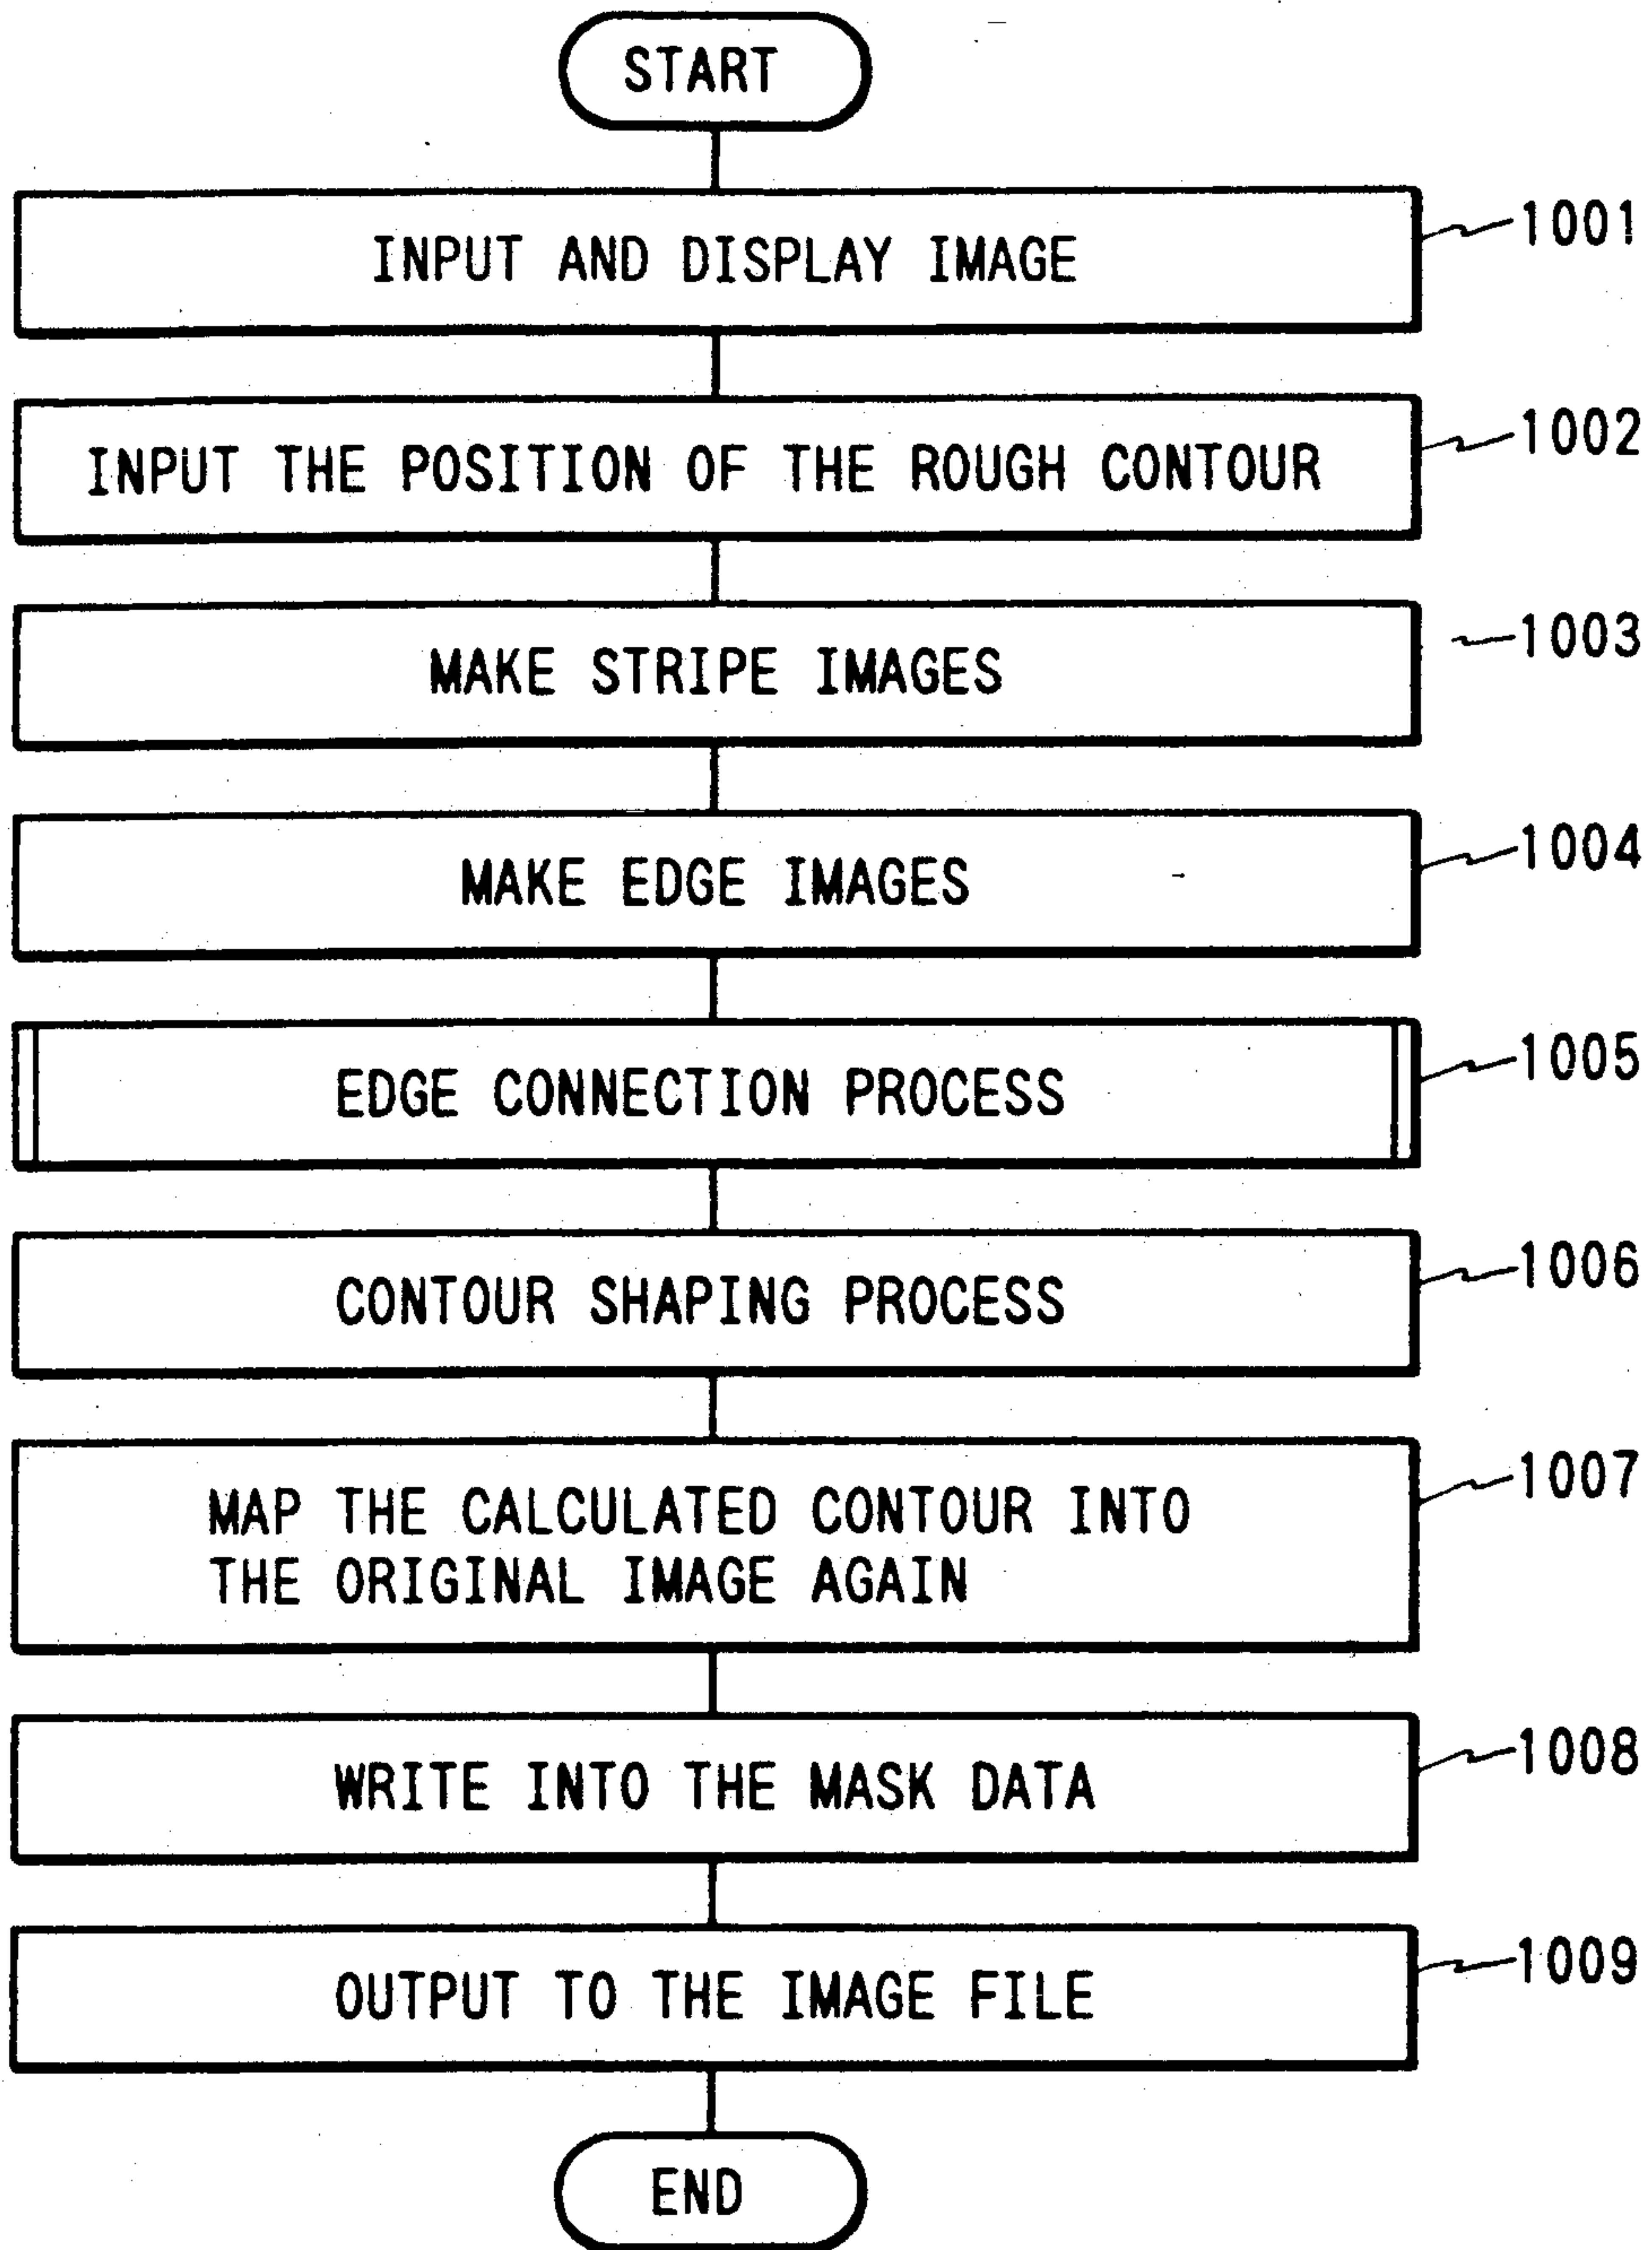 START
INPUT AND DISPLAY IMAGE
1001
INPUT THE POSITION OF THE ROUGH CONTOUR
1002
MAKE STRIPE IMAGES
1003
MAKE EDGE IMAGES
1004
EDGE CONNECTION PROCESS
1005
CONTOUR SHAPING PROCESS
1006
MAP THE CALCULATED CONTOUR INTO
THE ORIGINAL IMAGE AGAIN
1007
WRITE INTO THE MASK DATA
1008
OUTPUT TO THE IMAGE FILE
1009
END